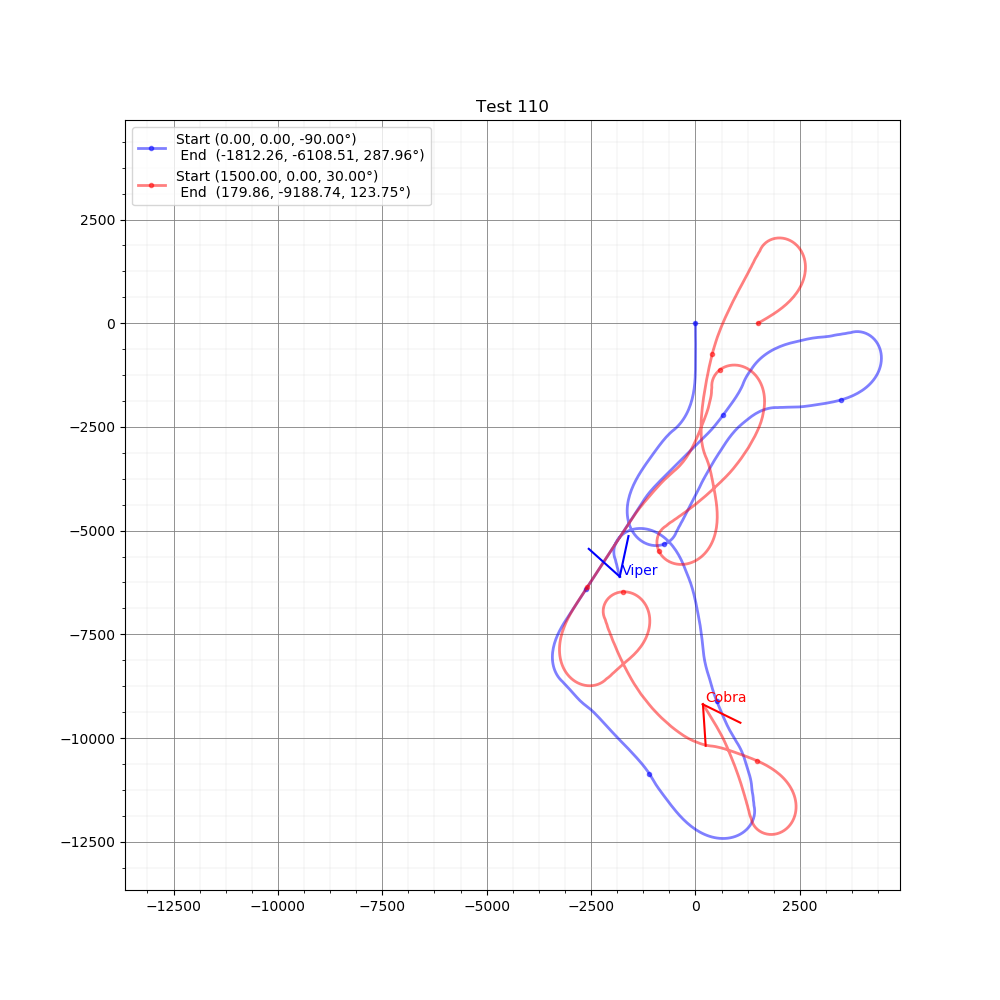 Test 110
Start (0.00, 0.00, -90.00°)
End  (-1812.26, -6108.51, 287.96°)
Start (1500.00, 0.00, 30.00°)
End  (179.86, -9188.74, 123.75°)
2500
0
−2500
−5000
−7500
−10000
−12500
Viper
Cobra
−12500
−10000
−7500
−5000
−2500
0
2500